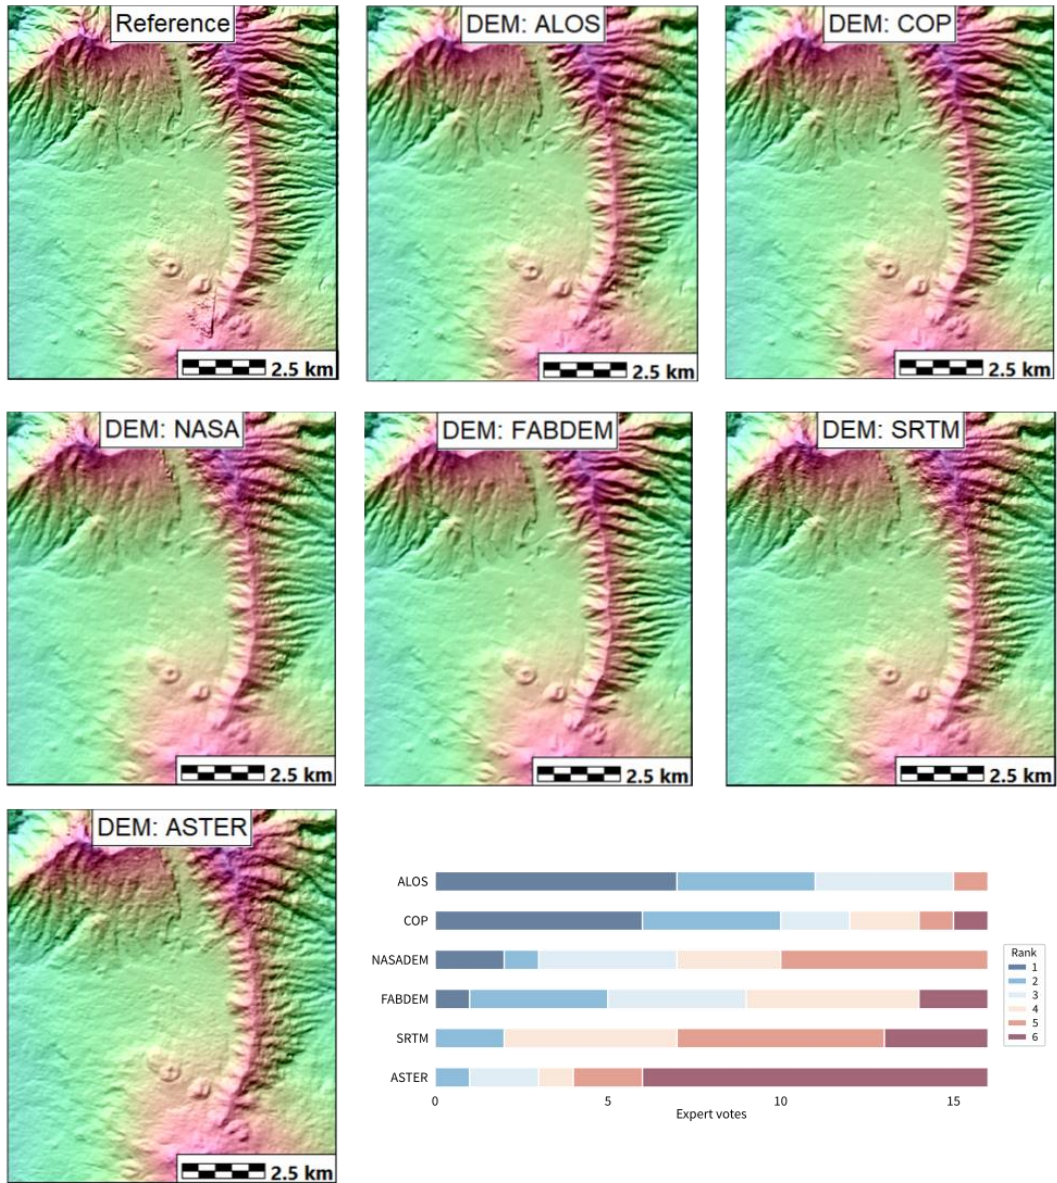 Reference
DEM: ALOS
DEM: COP
2.5 km
2.5 km
2.5 km
DEM: NASA
DEM: FABDEM
DEM: SRTM
2.5 km
2.5 km
2.5 km
DEM: ASTER
2.5 km
ALOS
COP
NASADEM
FABDEM
SRTM
ASTER
0 5 10 15
Expert votes
Rank
1
2
3
4
5
6